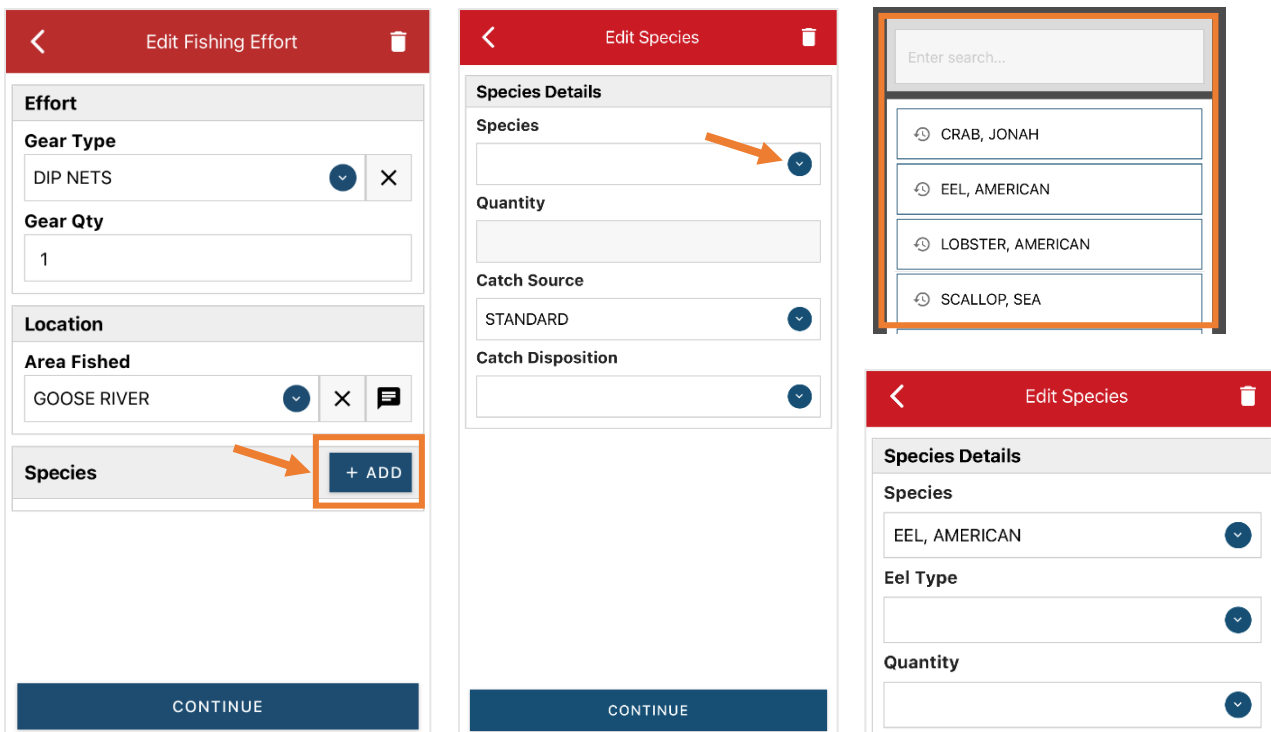 Edit Fishing Effort
Effort
Gear Type
DIP NETS
Gear Qty
1
Location
Area Fished
GOOSE RIVER
Species
+ ADD
CONTINUE
Edit Species
Species Details
Species
Quantity
Catch Source
STANDARD
Catch Disposition
CONTINUE
Enter search...
CRAB, JONAH
EEL, AMERICAN
LOBSTER, AMERICAN
SCALLOP, SEA
Edit Species
Species Details
Species
EEL, AMERICAN
Eel Type
Quantity